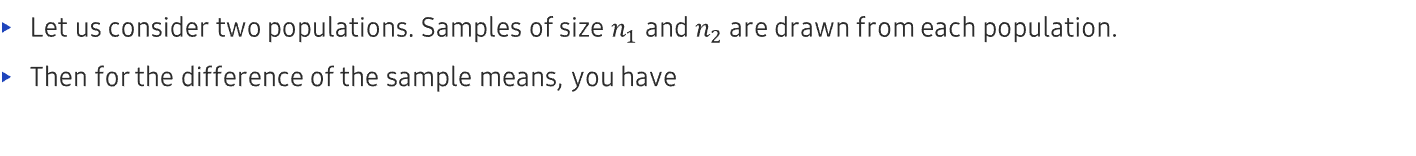 ▸ Let us consider two populations. Samples of size n₁ and n₂ are drawn from each population.
▸ Then for the difference of the sample means, you have